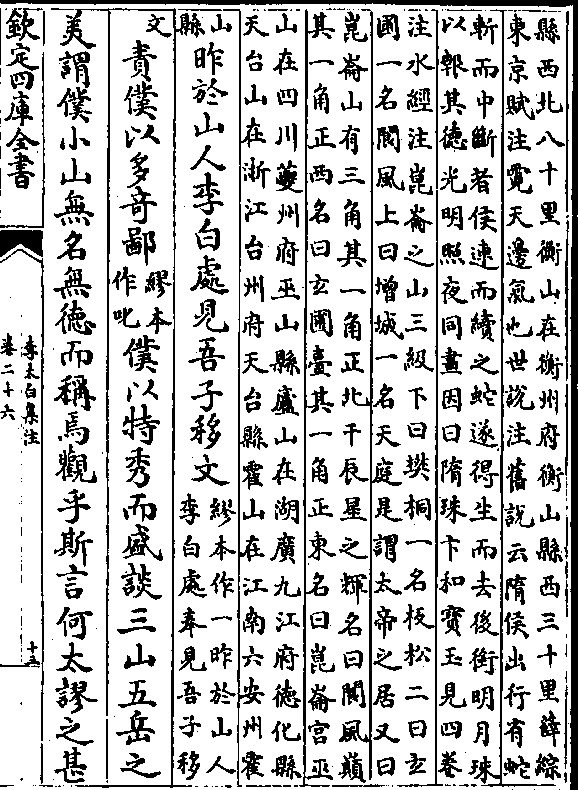 縣西北八十里衡山在衡州府衡山縣西三十里薛綜
東京賦注霓天邊氣也世說注舊說云隋侯出行有蛇
斬而中斷者侯連而續之蛇遂得生而去後銜明月珠
以報其德光明照夜同晝因曰隋珠卞和寶玉見四卷
注水經注崑崙之山三級下曰樊桐一名板松二曰玄
圃一名閬風上曰增城一名天庭是謂太帝之居又曰
崑崙山有三角其一角正北干辰星之輝名曰閬風巔
其一角正西名曰玄圃臺其一角正東名曰崑崙宮巫
山在四川夔州府巫山縣廬山在湖廣九江府德化縣
天台山在浙江台州府天台縣霍山在江南六安州霍
山
縣
昨於山人李白處見吾子移文
繆本作一昨於山人
李白處奉見吾子移
文
責僕以多奇鄙
繆本
作叱
僕以特秀而盛談三山五岳之
美謂僕小山無名無德而稱焉觀乎斯言何太謬之甚
欽定四庫全書
李太白集注
卷二十六
十五